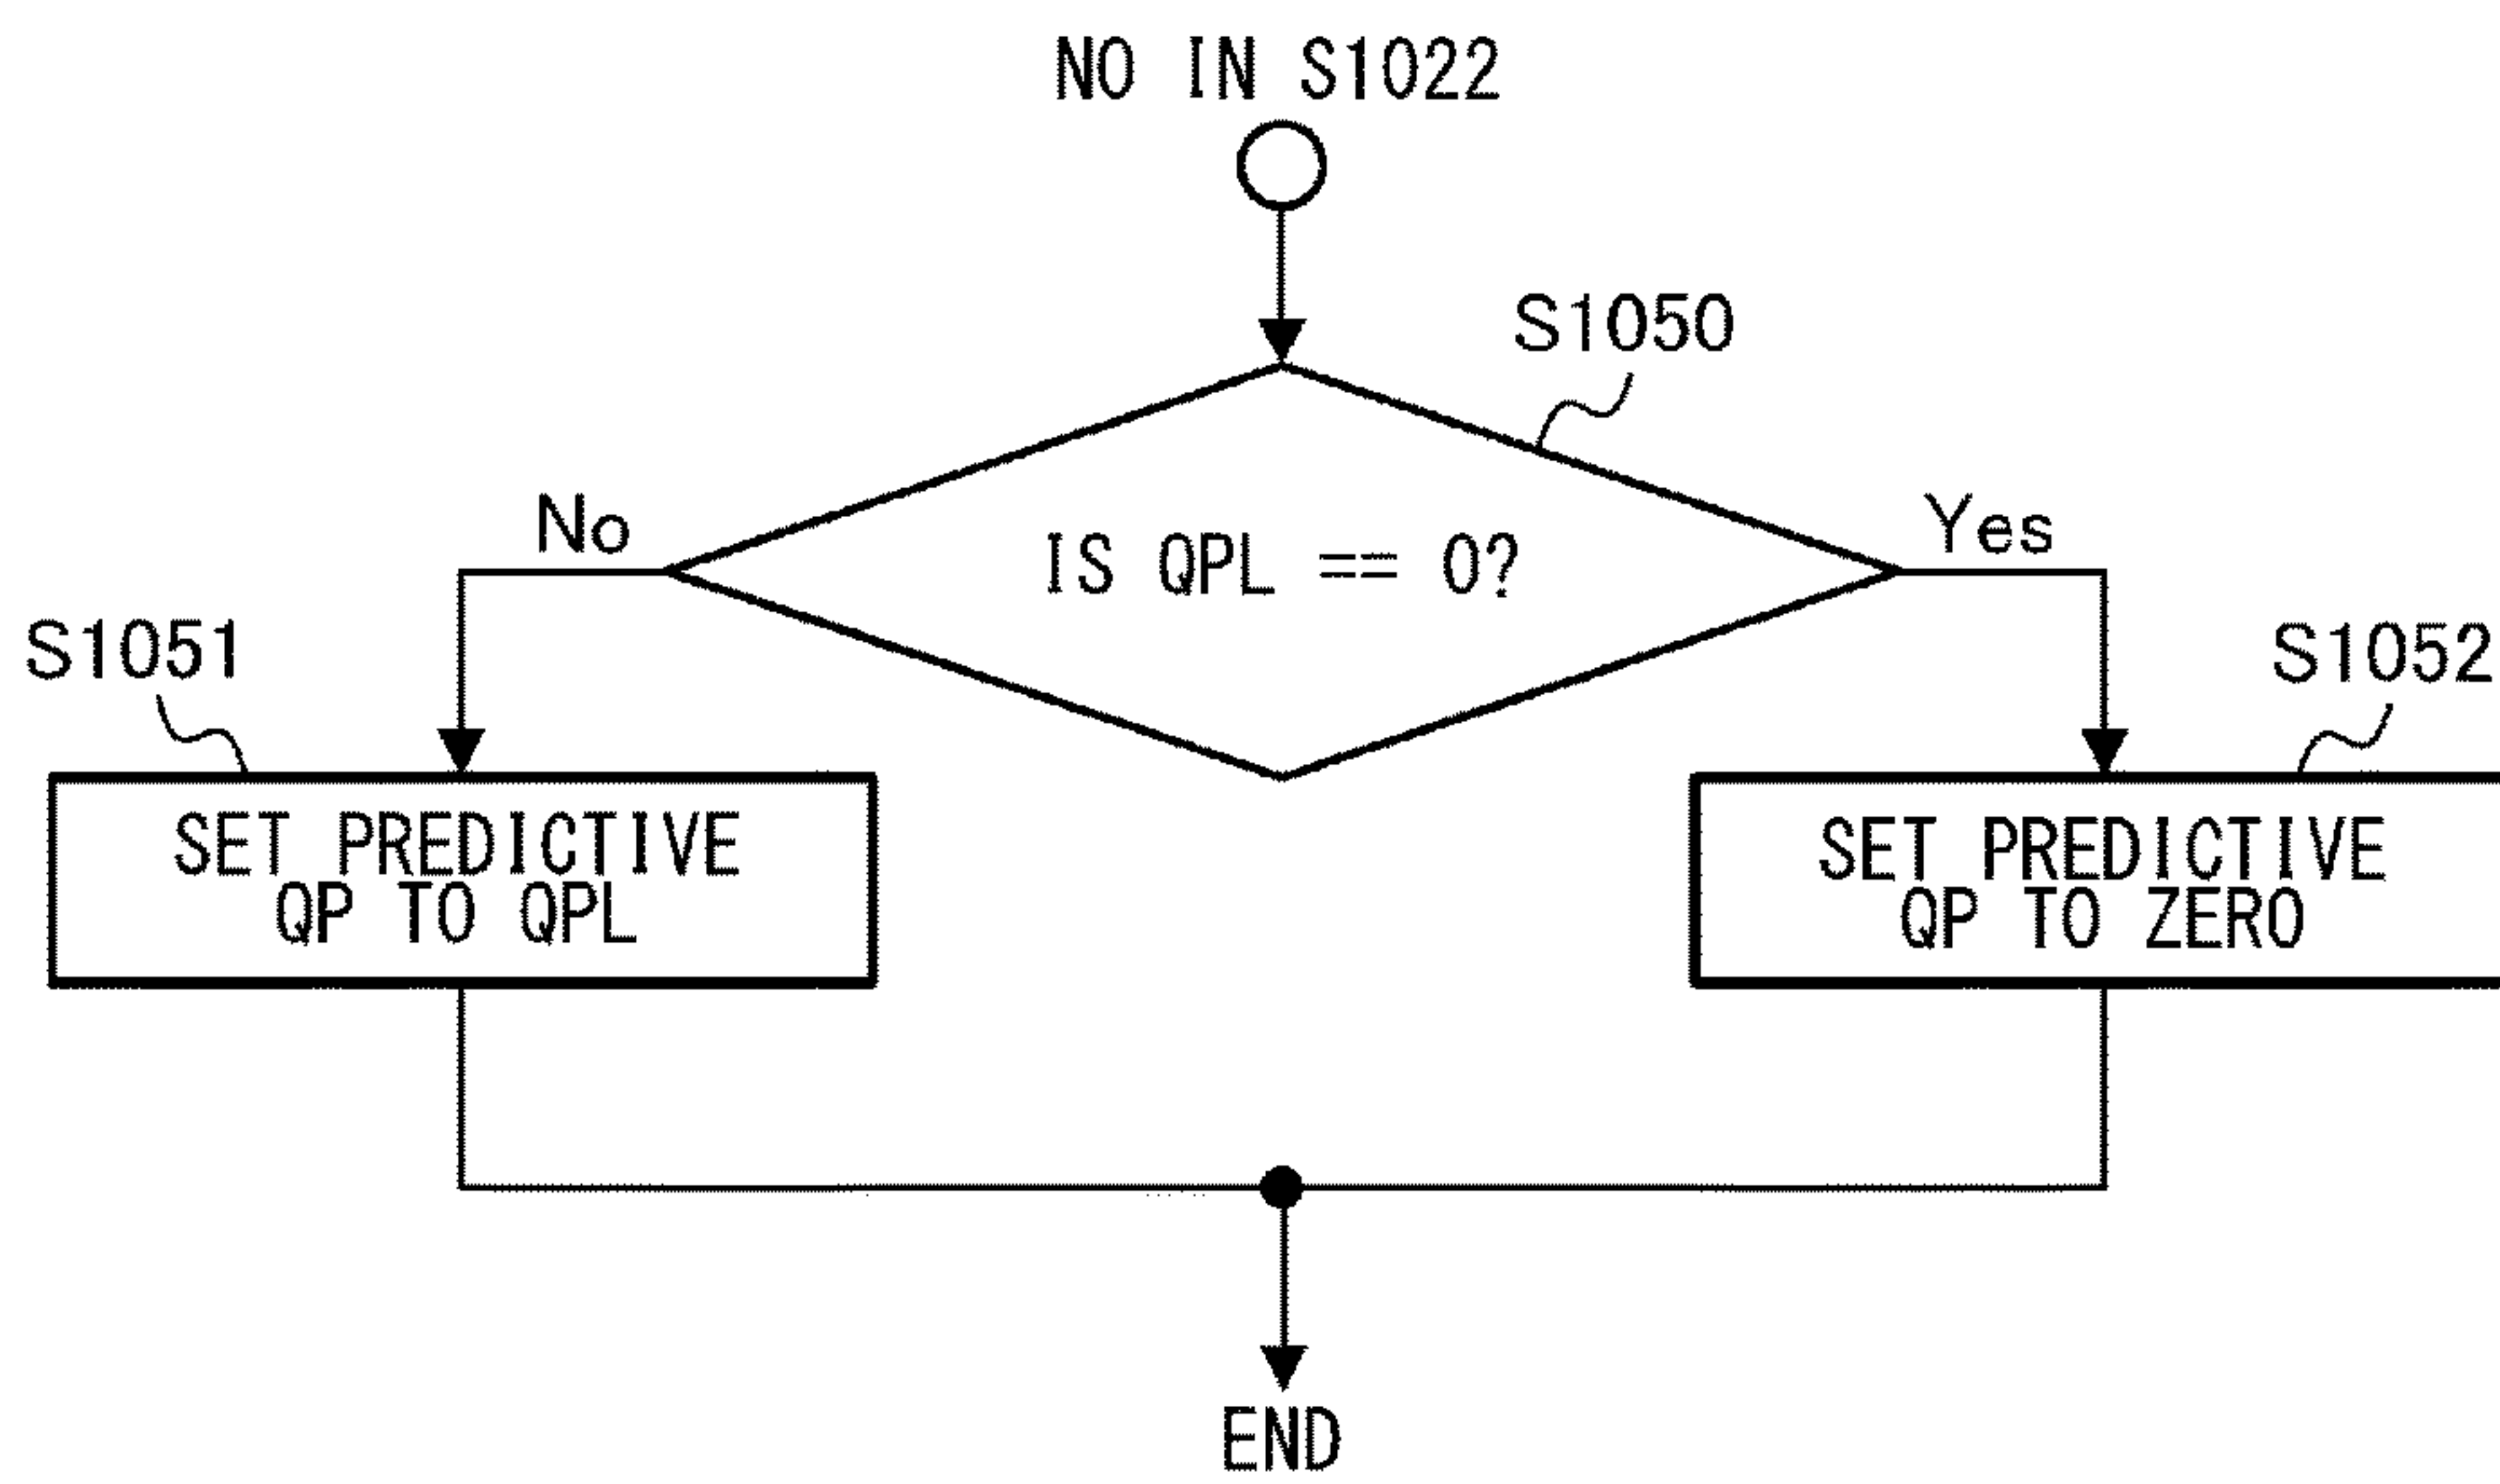 NO IN S1022
S1050
No
IS QPL == 0?
Yes
S1051
S1052
SET PREDICTIVE
QP TO QPL
SET PREDICTIVE
QP TO ZERO
END